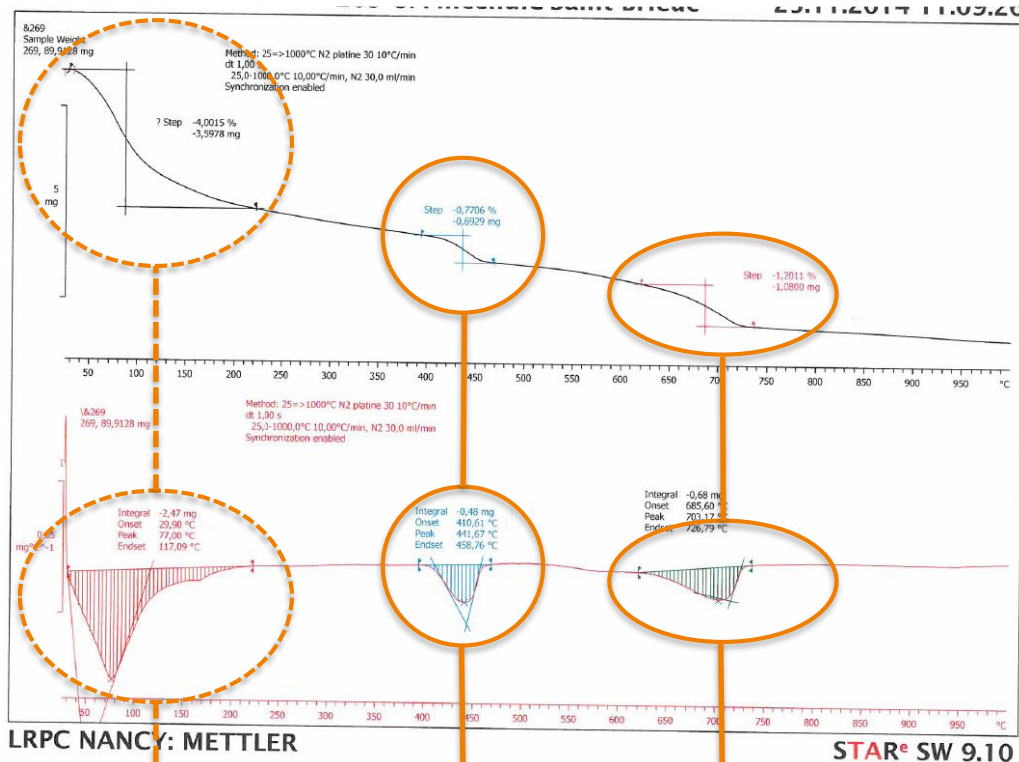 25.11.2014 11.09.26
&269
Sample Weight
269, 89,9128 mg
Method: 25=>1000°C N2 platine 30 10°C/min
dt 1,00 s
25,0-1000,0°C 10,00°C/min, N2 30,0 ml/min
Synchronization enabled
? Step -4,0015 %
-3,5978 mg
5
mg
Step -0,7706 %
-0,6929 mg
Step -1,2011 %
-1,0800 mg
50 100 150 200 250 300 350 400 450 500 550 600 650 700 750 800 850 900 950 °C
\&269
269, 89,9128 mg
Method: 25=>1000°C N2 platine 30 10°C/min
dt 1,00 s
25,0-1000,0°C 10,00°C/min, N2 30,0 ml/min
Synchronization enabled
Integral -2,47 mg
Onset 29,90 °C
Peak 77,00 °C
Endset 117,09 °C
Integral -0,48 mg
Onset 410,61 °C
Peak 441,67 °C
Endset 458,76 °C
Integral -0,68 mg
Onset 685,60 °C
Peak 703,17 °C
Endset 726,79 °C
mg°C^-1
50 100 150 200 250 300 350 400 450 500 550 600 650 700 750 800 850 900 950 °C
LRPC NANCY: METTLER
STARe SW 9.10